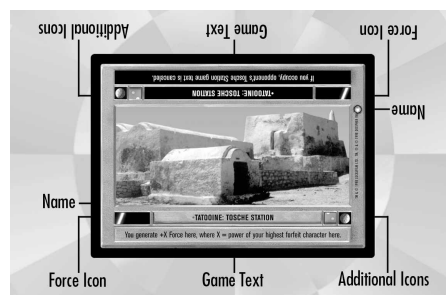 Additional Icons
Game Text
Force Icon
If you occupy, opponent's Tosche Station game text is canceled.
•TATOOINE: TOSCHE STATION
Name
Name
•TATOOINE: TOSCHE STATION
You generate +X Force here, where X = power of your highest forfeit character here.
Force Icon
Game Text
Additional Icons